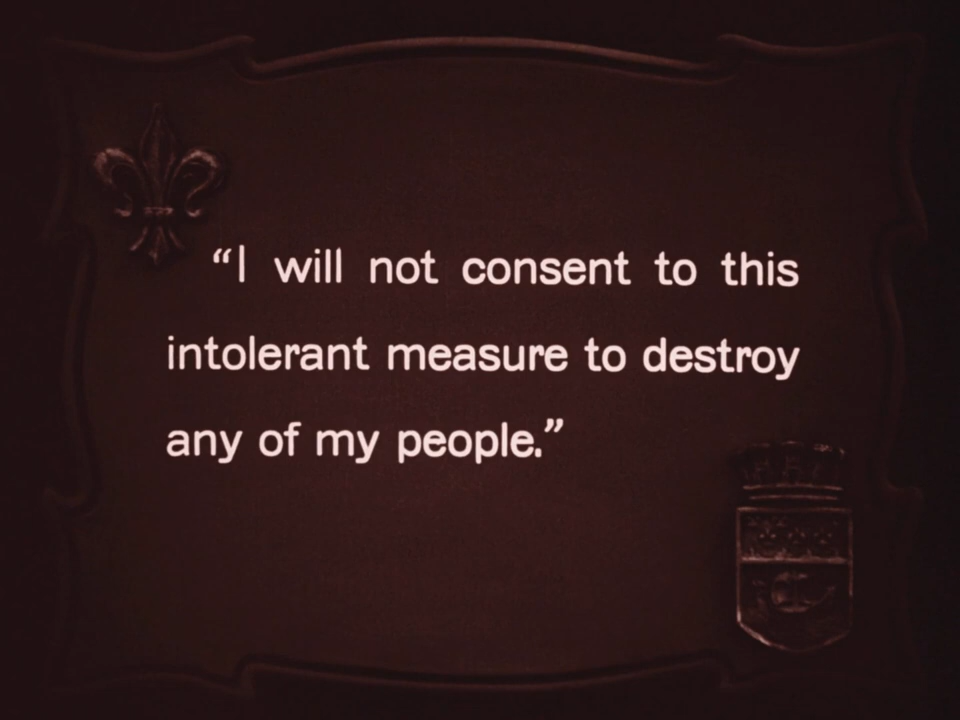 “I will not consent to this
intolerant measure to destroy
any of my people.”